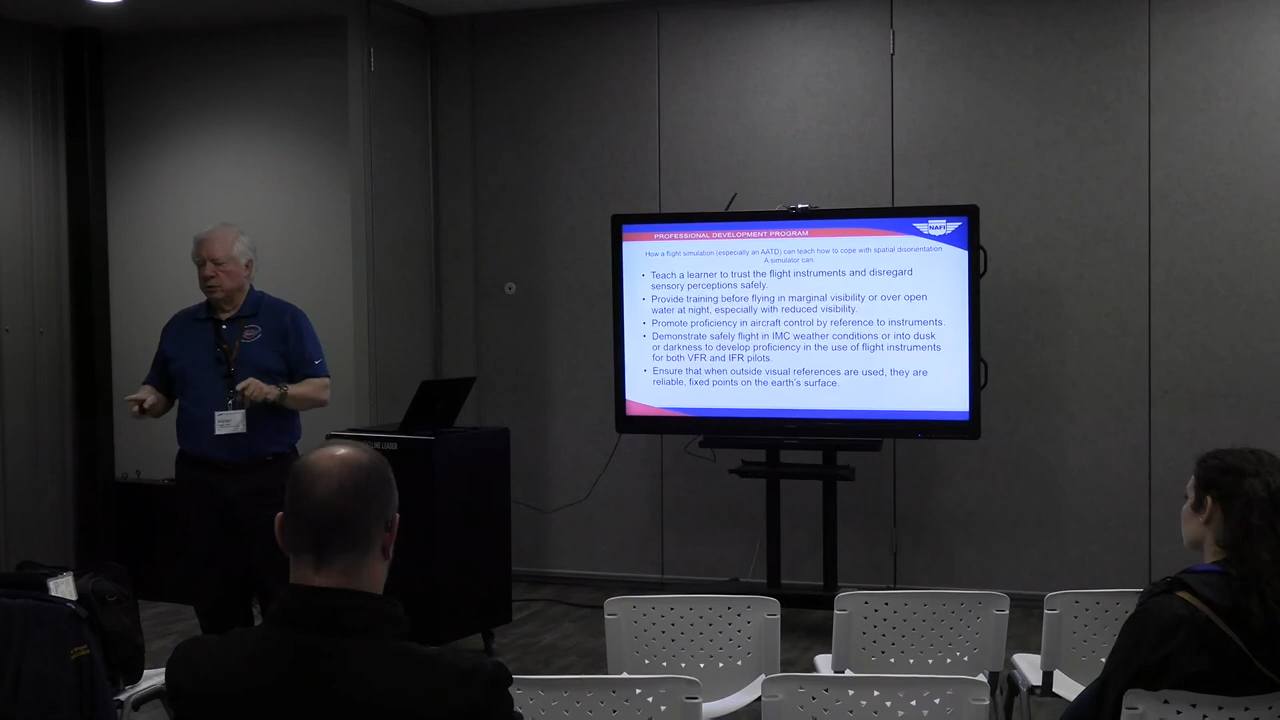 PROFESSIONAL DEVELOPMENT PROGRAM
NAFI
How a flight simulation (especially an AATD) can teach how to cope with spatial disorientation
A simulator can:
• Teach a learner to trust the flight instruments and disregard
sensory perceptions safely.
• Provide training before flying in marginal visibility or over open
water at night, especially with reduced visibility.
• Promote proficiency in aircraft control by reference to instruments.
• Demonstrate safely flight in IMC weather conditions or into dusk
or darkness to develop proficiency in the use of flight instruments
for both VFR and IFR pilots.
• Ensure that when outside visual references are used, they are
reliable, fixed points on the earth's surface.
LINE LEADER